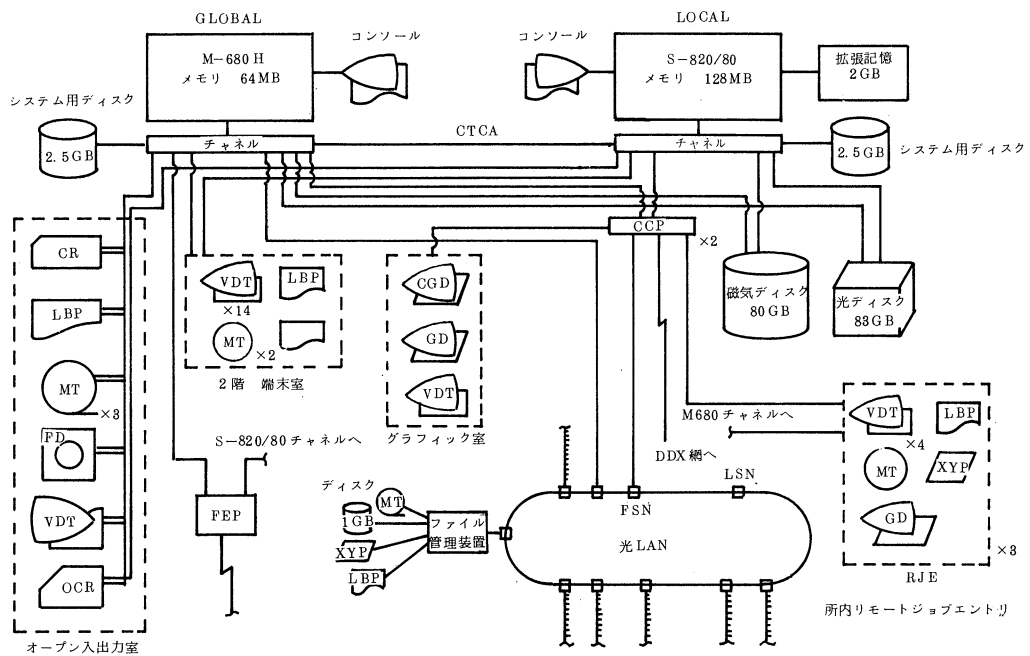 GLOBAL
LOCAL
M-680H
メモリ 64MB
コンソール
コンソール
S-820/80
メモリ 128MB
拡張記憶
2GB
システム用ディスク
2.5GB
チャネル
CTCA
チャネル
2.5GB
システム用ディスク
CCP
×2
CR
LBP
MT
×3
FD
VDT
OCR
オープン入出力室
VDT
×14
LBP
MT
×2
2階 端末室
CGD
GD
VDT
グラフィック室
磁気ディスク
80GB
光ディスク
83GB
S-820/80チャネルへ
FEP
M680チャネルへ
DDX網へ
ディスク
1GB
MT
XYP
LBP
ファイル
管理装置
FSN
LSN
光LAN
VDT
×4
LBP
MT
XYP
GD
×3
RJE
所内リモートジョブエントリ